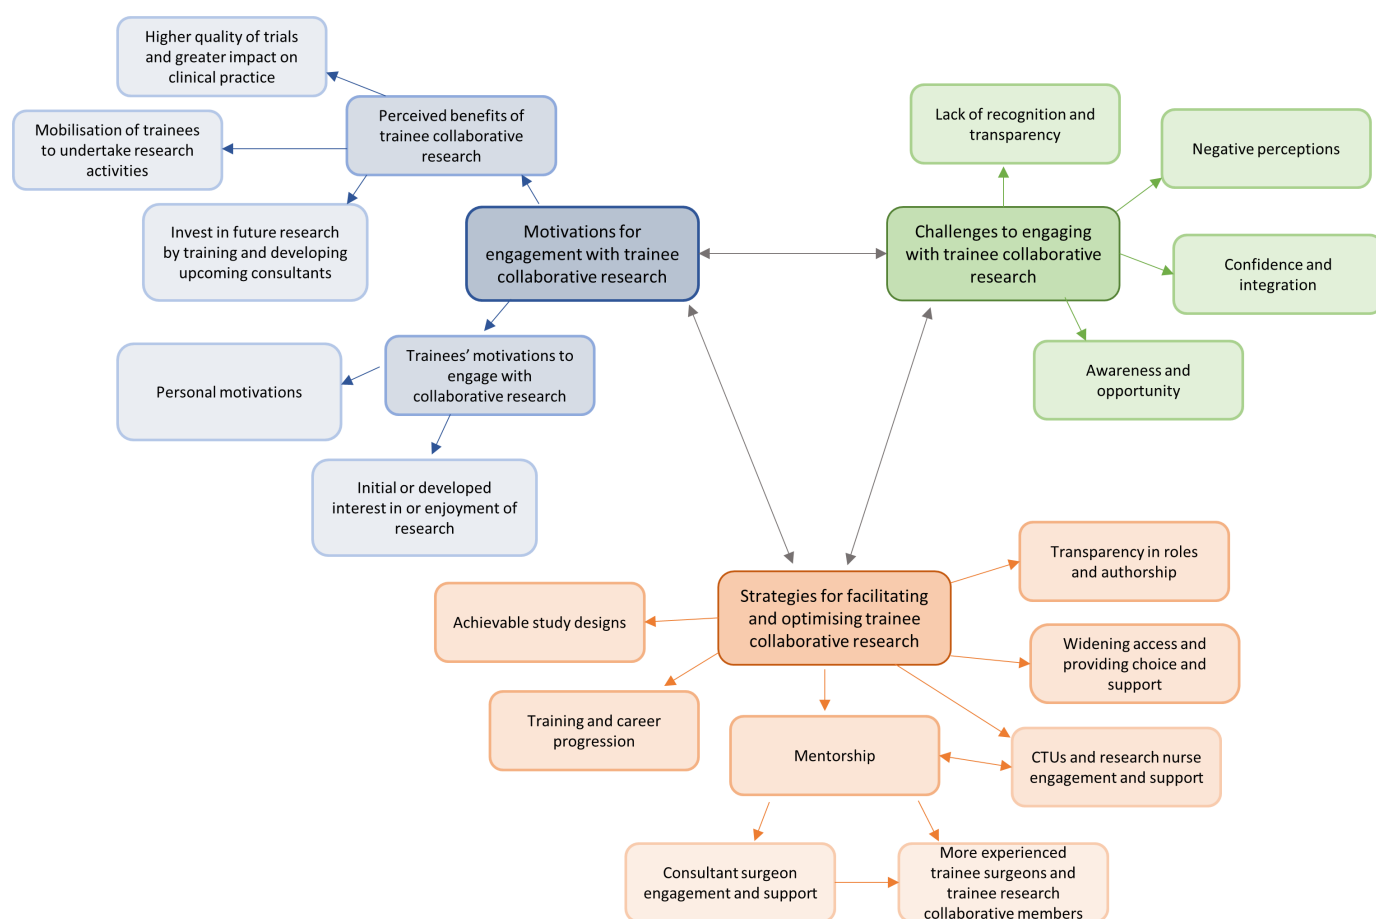 Higher quality of trials
and greater impact on
clinical practice
Perceived benefits of
trainee collaborative
research
Mobilisation of trainees
to undertake research
activities
Invest in future research
by training and developing
upcoming consultants
Motivations for
engagement with trainee
collaborative research
Trainees’ motivations to
engage with
collaborative research
Personal motivations
Initial or developed
interest in or enjoyment of
research
Lack of recognition and
transparency
Negative perceptions
Challenges to engaging
with trainee collaborative
research
Confidence and
integration
Awareness and
opportunity
Strategies for facilitating
and optimising trainee
collaborative research
Transparency in roles
and authorship
Achievable study designs
Widening access and
providing choice and
support
Training and career
progression
Mentorship
CTUs and research nurse
engagement and support
Consultant surgeon
engagement and support
More experienced
trainee surgeons and
trainee research
collaborative members